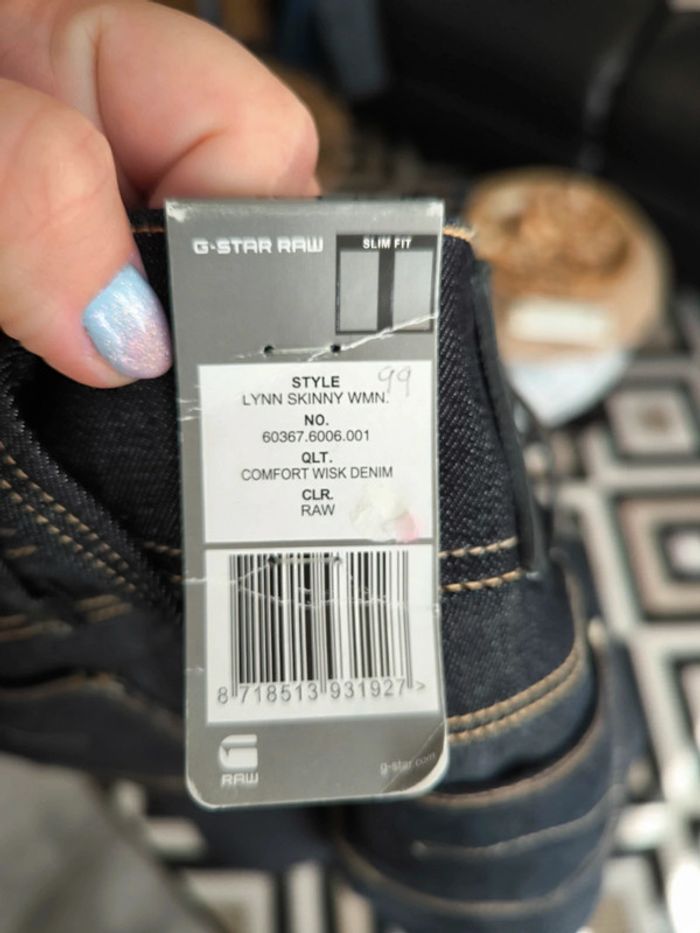 G-STAR RAW
SLIM FIT
99
STYLE
LYNN SKINNY WMN.
NO.
60367.6006.001
QLT.
COMFORT WISK DENIM
CLR.
RAW
8 718513 931927 >
RAW
g-star.com